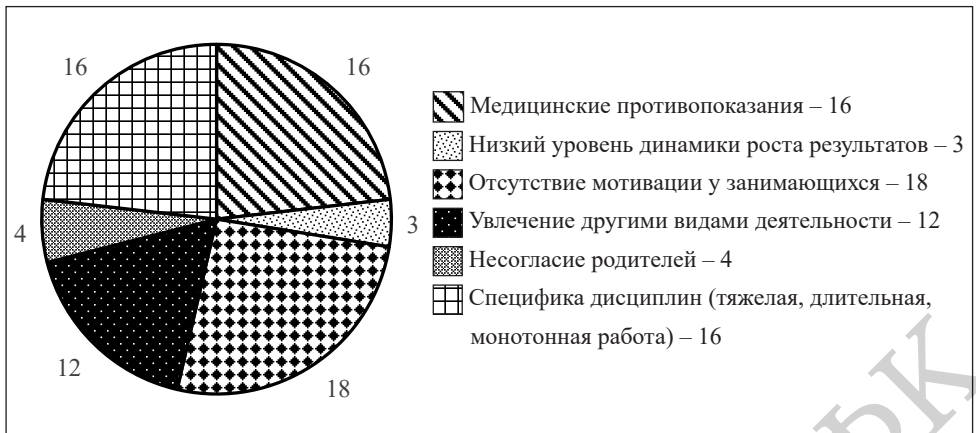 16
16
Медицинские противопоказания – 16
Низкий уровень динамики роста результатов – 3
Отсутствие мотивации у занимающихся – 18
4
3
Увлечение другими видами деятельности – 12
Несогласие родителей – 4
Специфика дисциплин (тяжелая, длительная,
монотонная работа) – 16
12
18